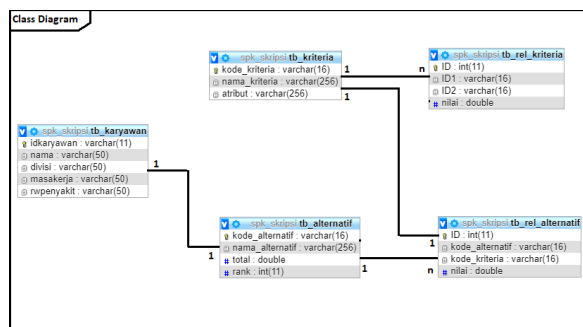 Class Diagram
spk_skripsi tb_kriteria
kode_kriteria : varchar(16)
nama_kriteria : varchar(256)
atribut : varchar(256)
1
n
1
spk_skripsi tb_rel_kriteria
ID : int(11)
ID1 : varchar(16)
ID2 : varchar(16)
nilai : double
spk_skripsi tb_karyawan
idkaryawan : varchar(11)
nama : varchar(50)
divisi : varchar(50)
masakerja : varchar(50)
rwpenyakit : varchar(50)
1
1
spk_skripsi tb_alternatif
kode_alternatif : varchar(16)
nama_alternatif : varchar(256)
total : double
rank : int(11)
1
1
n
spk_skripsi tb_rel_alternatif
ID : int(11)
kode_alternatif : varchar(16)
kode_kriteria : varchar(16)
nilai : double